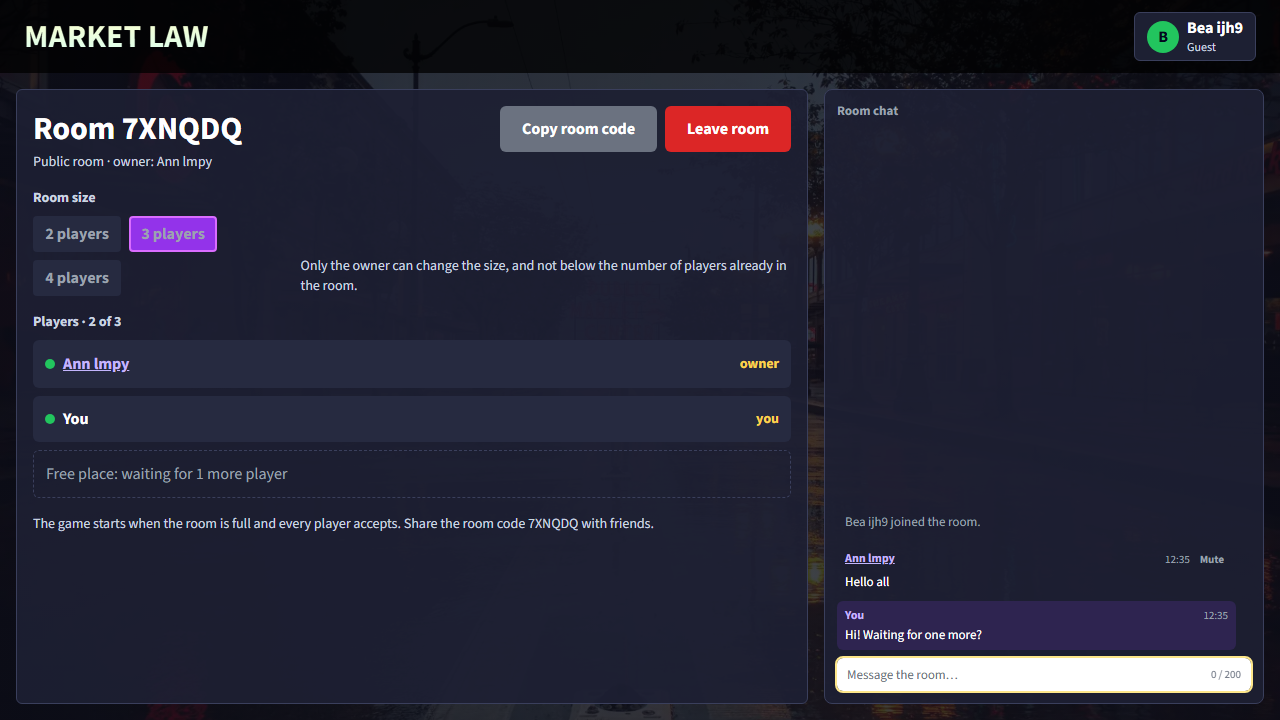 MARKET LAW
B
Bea ijh9
Guest
Room 7XNQDQ
Copy room code
Leave room
Public room · owner: Ann lmpy
Room size
2 players
3 players
4 players
Only the owner can change the size, and not below the number of players already in
the room.
Players · 2 of 3
Ann lmpy
owner
You
you
Free place: waiting for 1 more player
The game starts when the room is full and every player accepts. Share the room code 7XNQDQ with friends.
Room chat
Bea ijh9 joined the room.
Ann lmpy
12:35
Mute
Hello all
You
12:35
Hi! Waiting for one more?
Message the room…
0 / 200